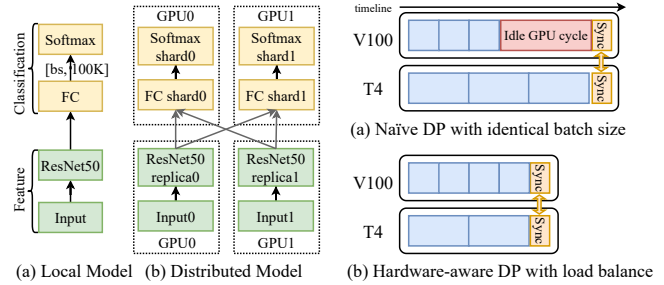 Classification
Feature
Softmax
[bs, 100K]
FC
ResNet50
Input
(a) Local Model
GPU0
GPU1
Softmax
shard0
Softmax
shard1
FC shard0
FC shard1
ResNet50
replica0
ResNet50
replica1
Input0
Input1
GPU0
GPU1
(b) Distributed Model
timeline
V100
Idle GPU cycle
Sync
T4
Sync
(a) Naïve DP with identical batch size
V100
Sync
T4
Sync
(b) Hardware-aware DP with load balance